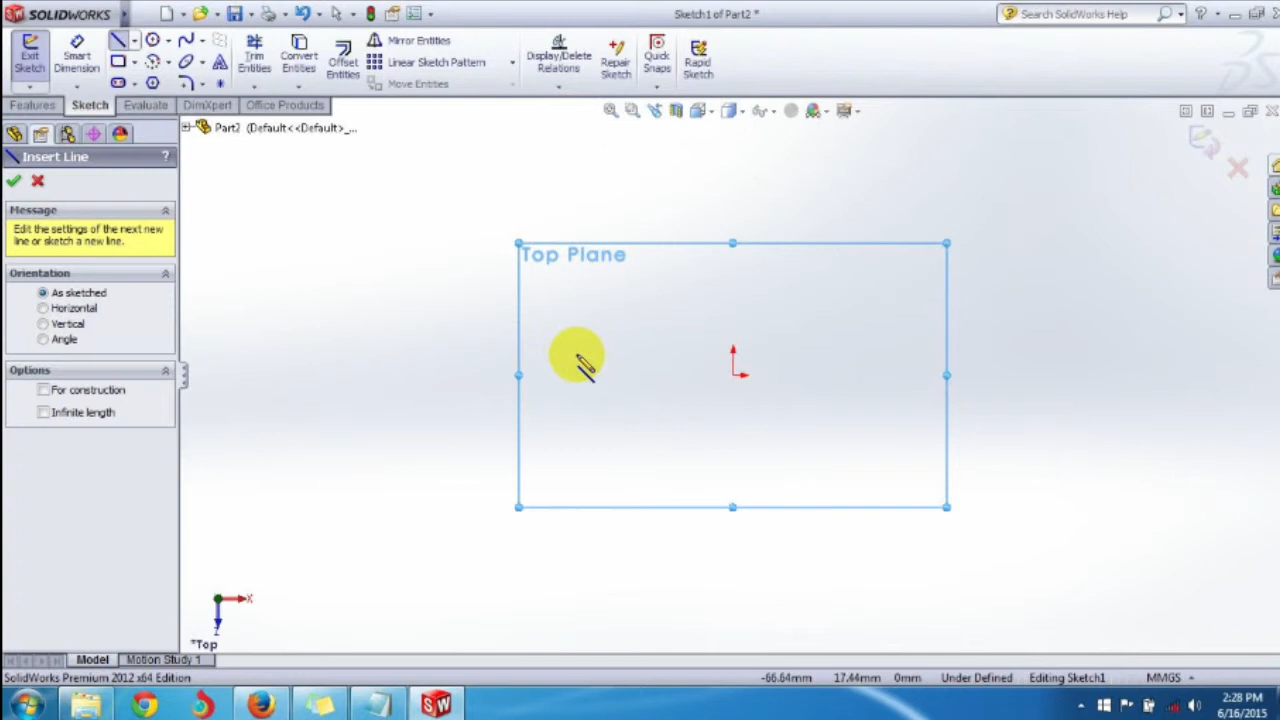 SOLIDWORKS
Sketch1 of Part2 *
Search SolidWorks Help
Exit Sketch
Smart Dimension
Trim Entities
Convert Entities
Offset Entities
Mirror Entities
Linear Sketch Pattern
Move Entities
Display/Delete Relations
Repair Sketch
Quick Snaps
Rapid Sketch
Features
Sketch
Evaluate
DimXpert
Office Products
Part2 (Default<<Default>_...
Insert Line
?
Message
Edit the settings of the next new
line or sketch a new line.
Orientation
As sketched
Horizontal
Vertical
Angle
Options
For construction
Infinite length
Top Plane
X
Z
*Top
Model
Motion Study 1
SolidWorks Premium 2012 x64 Edition
-66.64mm
17.44mm
0mm
Under Defined
Editing Sketch1
MMGS
2:28 PM
6/16/2015